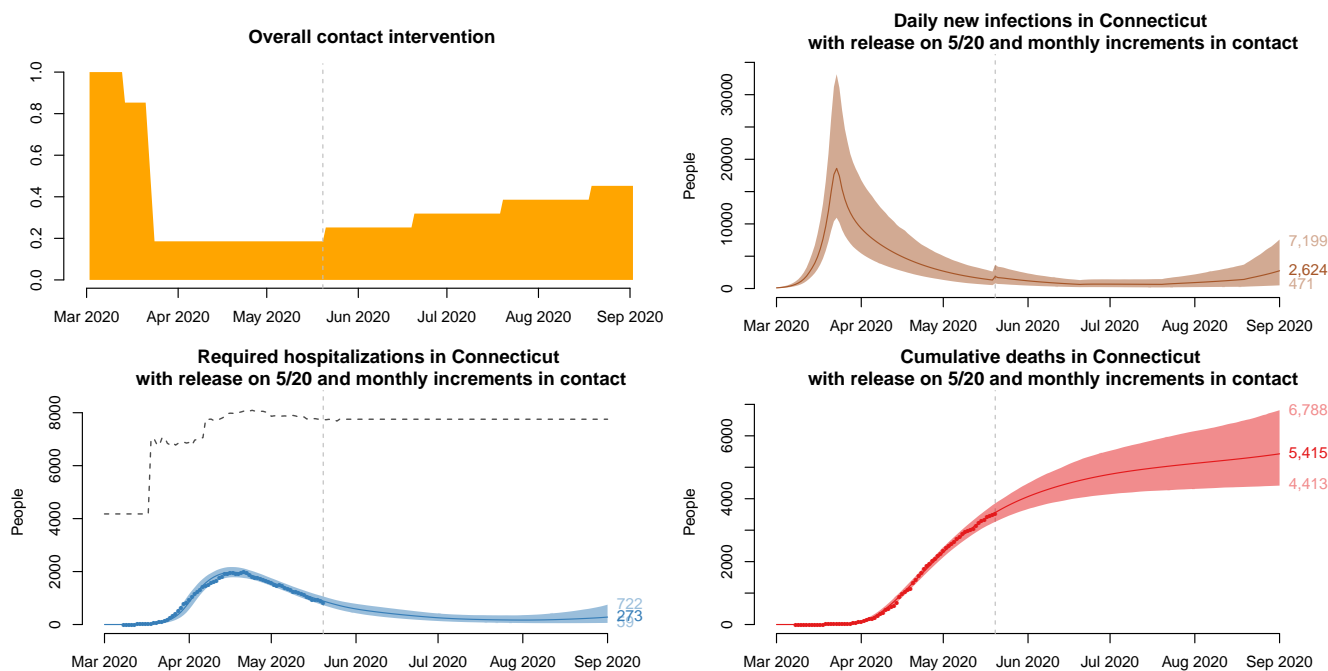 Overall contact intervention
1.0
0.8
0.6
0.4
0.2
0.0
Mar 2020 Apr 2020 May 2020 Jun 2020 Jul 2020 Aug 2020 Sep 2020
Daily new infections in Connecticut
with release on 5/20 and monthly increments in contact
People
30000
20000
10000
0
7,199
2,624
471
Mar 2020 Apr 2020 May 2020 Jun 2020 Jul 2020 Aug 2020 Sep 2020
Required hospitalizations in Connecticut
with release on 5/20 and monthly increments in contact
People
8000
6000
4000
2000
0
722
273
Mar 2020 Apr 2020 May 2020 Jun 2020 Jul 2020 Aug 2020 Sep 2020
Cumulative deaths in Connecticut
with release on 5/20 and monthly increments in contact
People
6000
4000
2000
0
6,788
5,415
4,413
Mar 2020 Apr 2020 May 2020 Jun 2020 Jul 2020 Aug 2020 Sep 2020